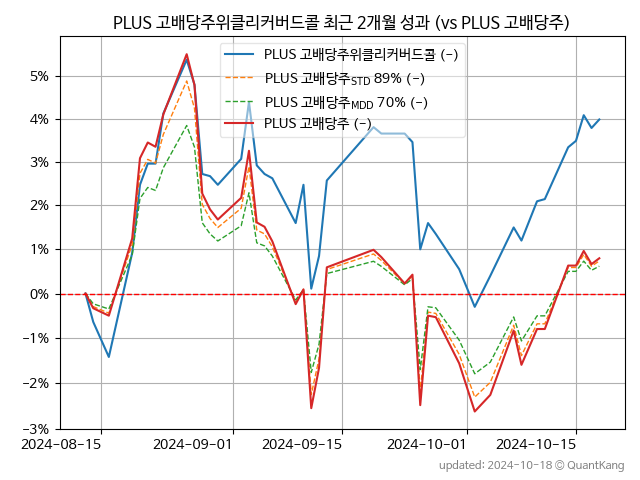 PLUS 고배당주위클리커버드콜 최근 2개월 성과 (vs PLUS 고배당주)
PLUS 고배당주위클리커버드콜 (-)
PLUS 고배당주STD 89% (-)
PLUS 고배당주MDD 70% (-)
PLUS 고배당주 (-)
5%
4%
3%
2%
1%
0%
-1%
-2%
-3%
2024-08-15
2024-09-01
2024-09-15
2024-10-01
2024-10-15
updated: 2024-10-18 © QuantKang